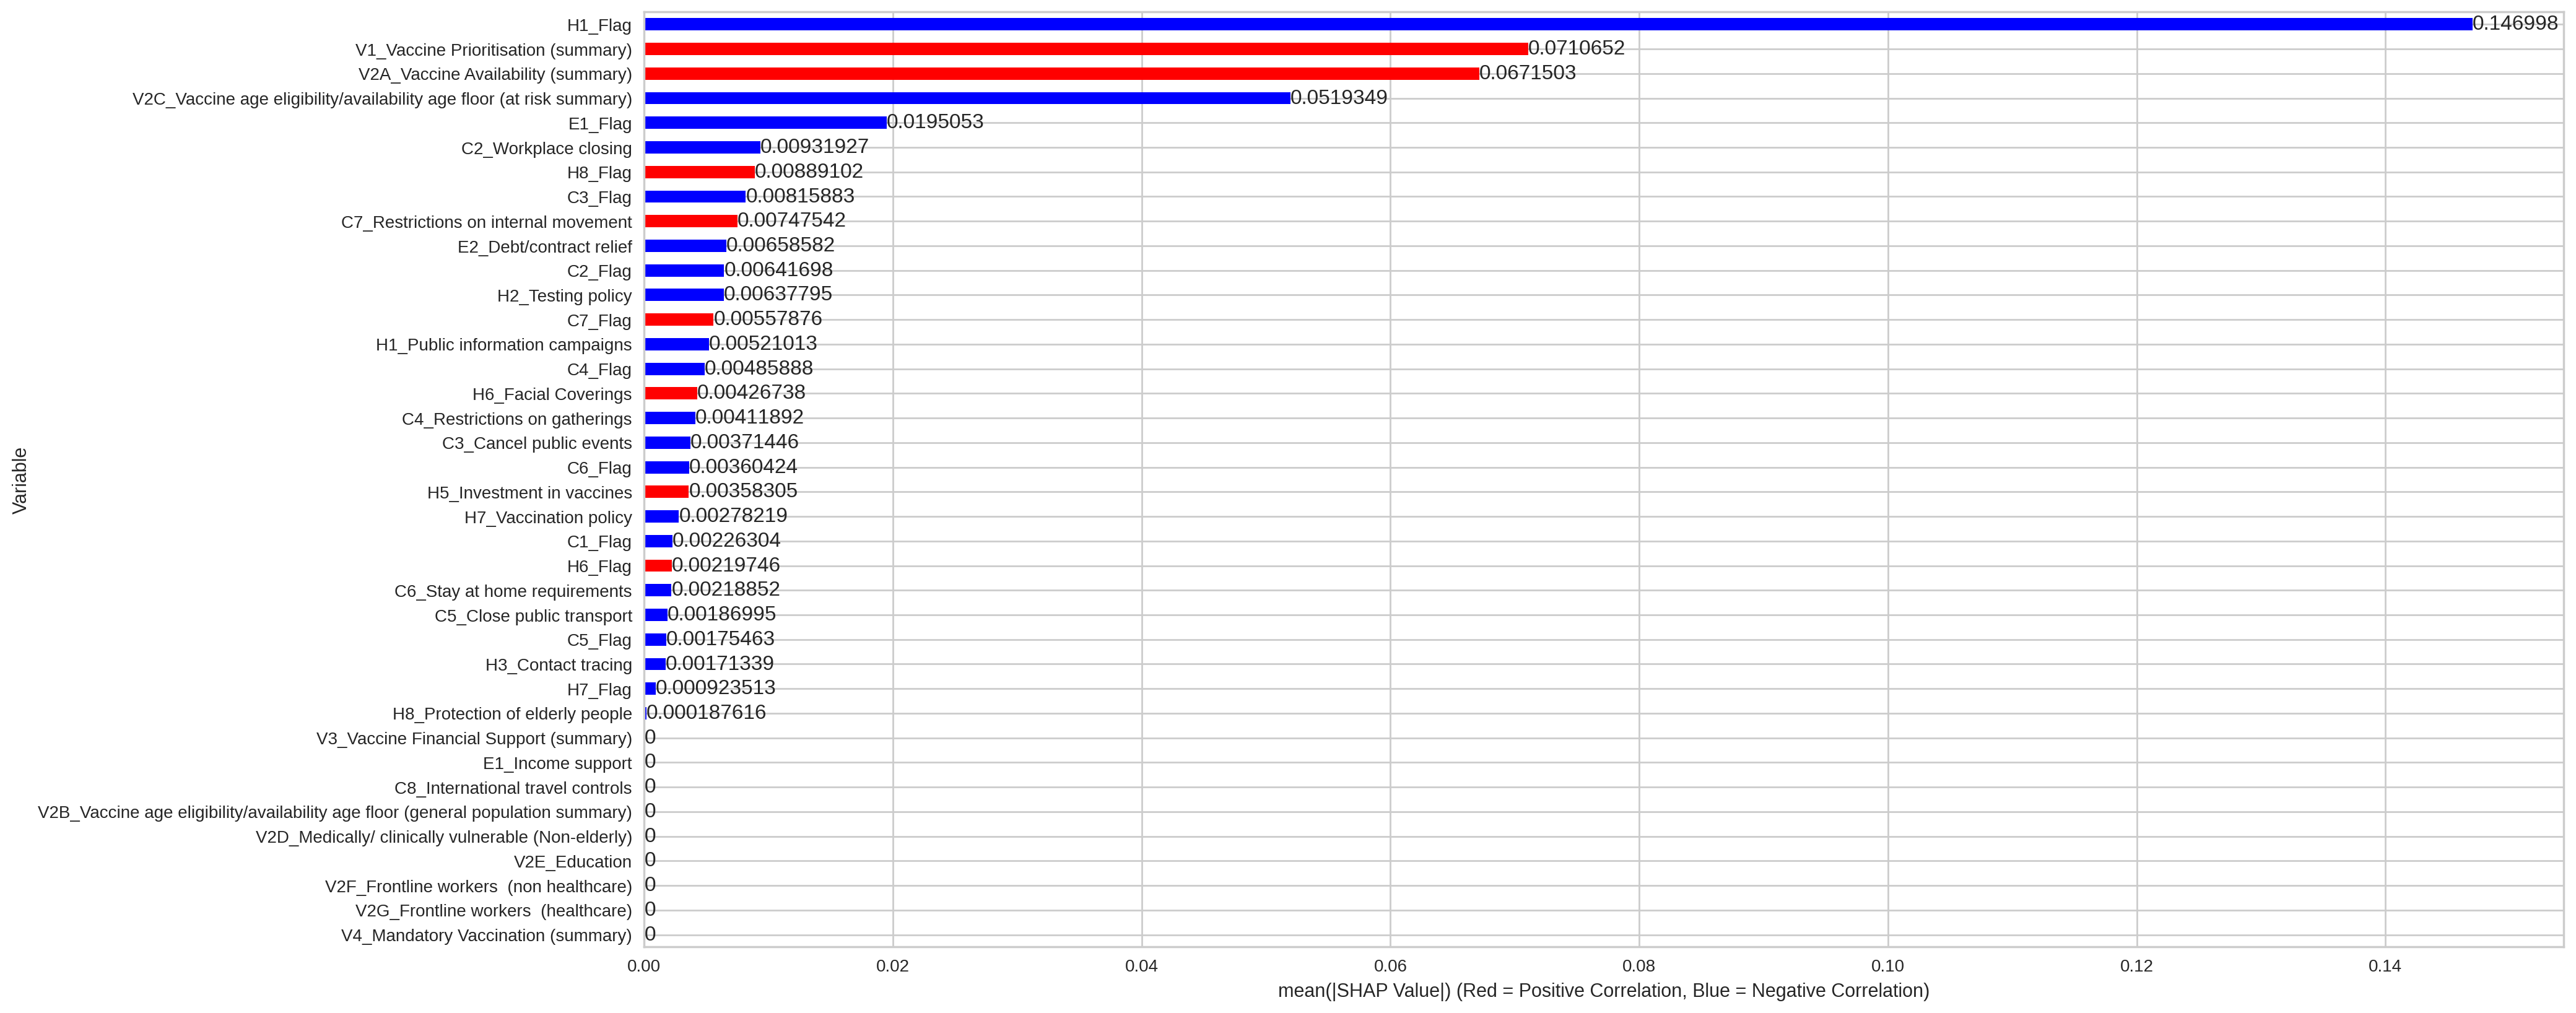 H1_Flag 0.146998
V1_Vaccine Prioritisation (summary) 0.0710652
V2A_Vaccine Availability (summary) 0.0671503
V2C_Vaccine age eligibility/availability age floor (at risk summary) 0.0519349
E1_Flag 0.0195053
C2_Workplace closing 0.00931927
H8_Flag 0.00889102
C3_Flag 0.00815883
C7_Restrictions on internal movement 0.00747542
E2_Debt/contract relief 0.00658582
C2_Flag 0.00641698
H2_Testing policy 0.00637795
C7_Flag 0.00557876
H1_Public information campaigns 0.00521013
C4_Flag 0.00485888
H6_Facial Coverings 0.00426738
C4_Restrictions on gatherings 0.00411892
C3_Cancel public events 0.00371446
C6_Flag 0.00360424
H5_Investment in vaccines 0.00358305
H7_Vaccination policy 0.00278219
C1_Flag 0.00226304
H6_Flag 0.00219746
C6_Stay at home requirements 0.00218852
C5_Close public transport 0.00186995
C5_Flag 0.00175463
H3_Contact tracing 0.00171339
H7_Flag 0.000923513
H8_Protection of elderly people 0.000187616
V3_Vaccine Financial Support (summary) 0
E1_Income support 0
C8_International travel controls 0
V2B_Vaccine age eligibility/availability age floor (general population summary) 0
V2D_Medically/ clinically vulnerable (Non-elderly) 0
V2E_Education 0
V2F_Frontline workers  (non healthcare) 0
V2G_Frontline workers  (healthcare) 0
V4_Mandatory Vaccination (summary) 0
Variable
0.00 0.02 0.04 0.06 0.08 0.10 0.12 0.14
mean(|SHAP Value|) (Red = Positive Correlation, Blue = Negative Correlation)